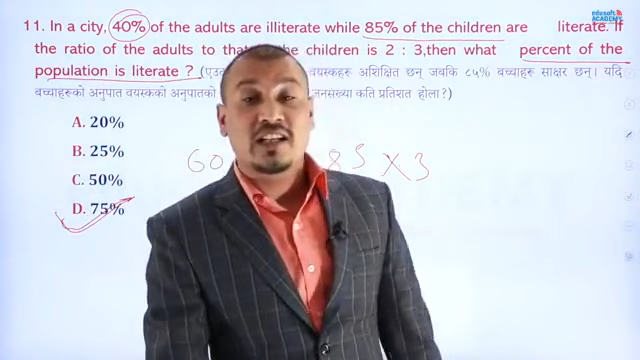 edusoft
ACADEMY
11. In a city, 40% of the adults are illiterate while 85% of the children are literate. If
the ratio of the adults to that the children is 2 : 3,then what percent of the
population is literate ? (एउटा वयस्कहरू अशिक्षित छन् जबकि ८५% बच्चाहरू साक्षर छन्। यदि
बच्चाहरूको अनुपात वयस्कको अनुपातको जनसंख्या कति प्रतिशत होला?)
A. 20%
B. 25%
C. 50%
D. 75%
60 85 X 3